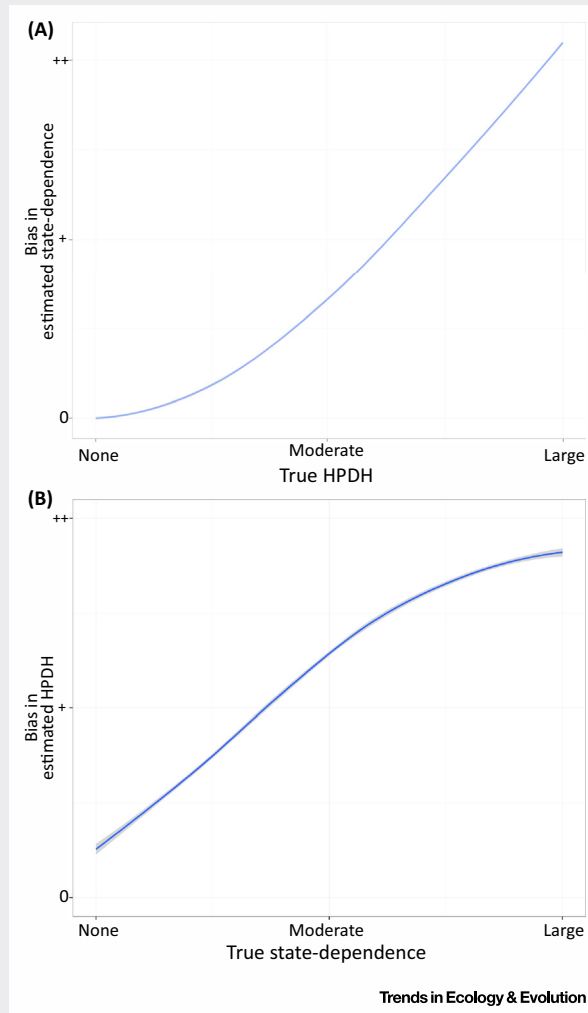 (A)
++
+
0
Bias in
estimated state-dependence
None
Moderate
Large
True HPDH
(B)
++
+
0
Bias in
estimated HPDH
None
Moderate
Large
True state-dependence
Trends in Ecology & Evolution